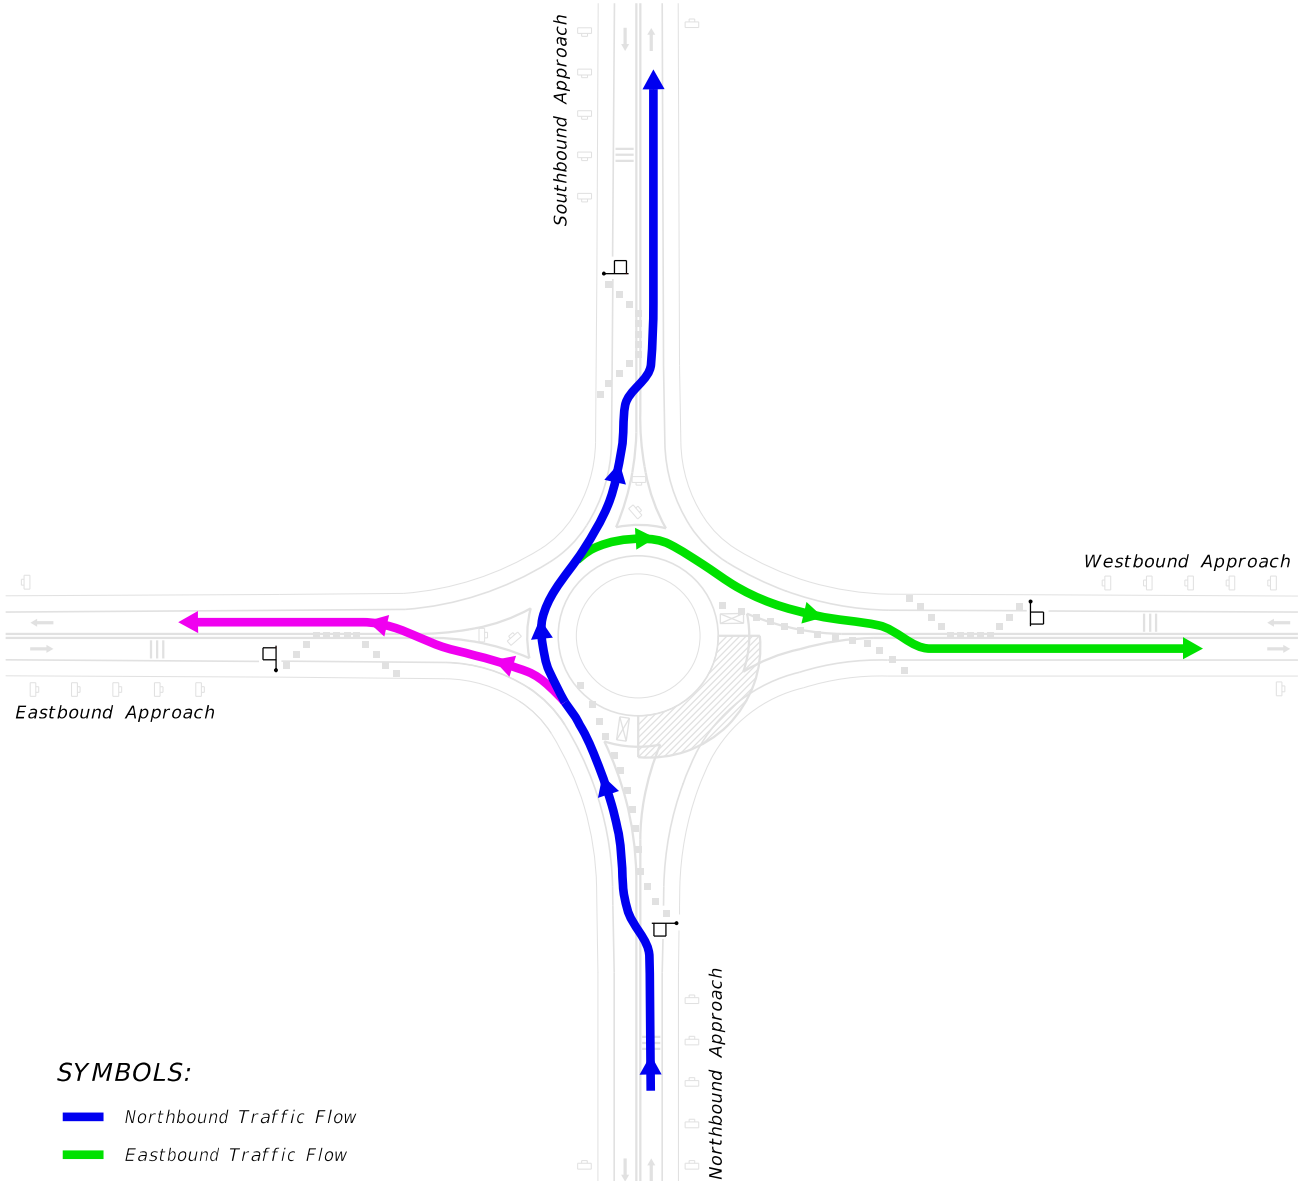 Southbound Approach
Westbound Approach
Eastbound Approach
Northbound Approach
SYMBOLS:
Northbound Traffic Flow
Eastbound Traffic Flow